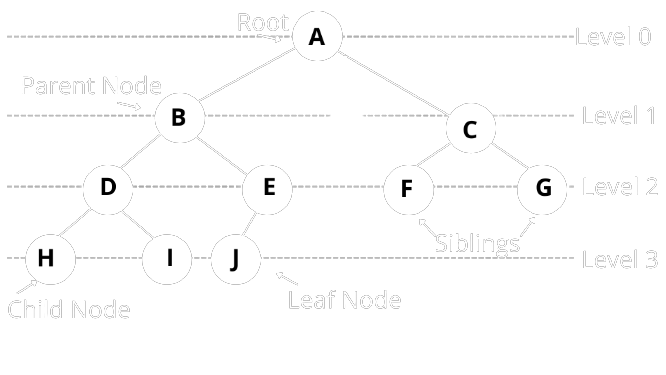 Root
A
Level 0
Parent Node
B
C
Level 1
D
E
F
G
Level 2
Siblings
H
I
J
Level 3
Child Node
Leaf Node